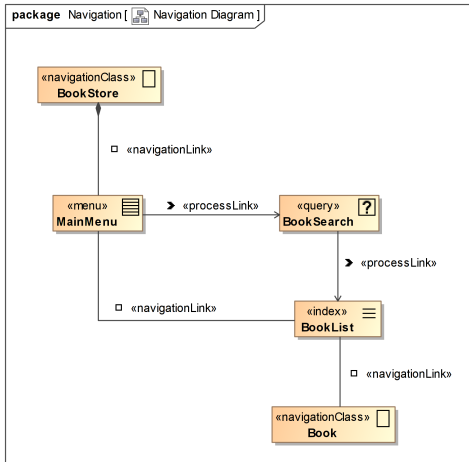 package Navigation [ Navigation Diagram ]
«navigationClass»
BookStore
«navigationLink»
«menu»
MainMenu
«processLink»
«query»
?
BookSearch
«processLink»
«navigationLink»
«index»
BookList
«navigationLink»
«navigationClass»
Book